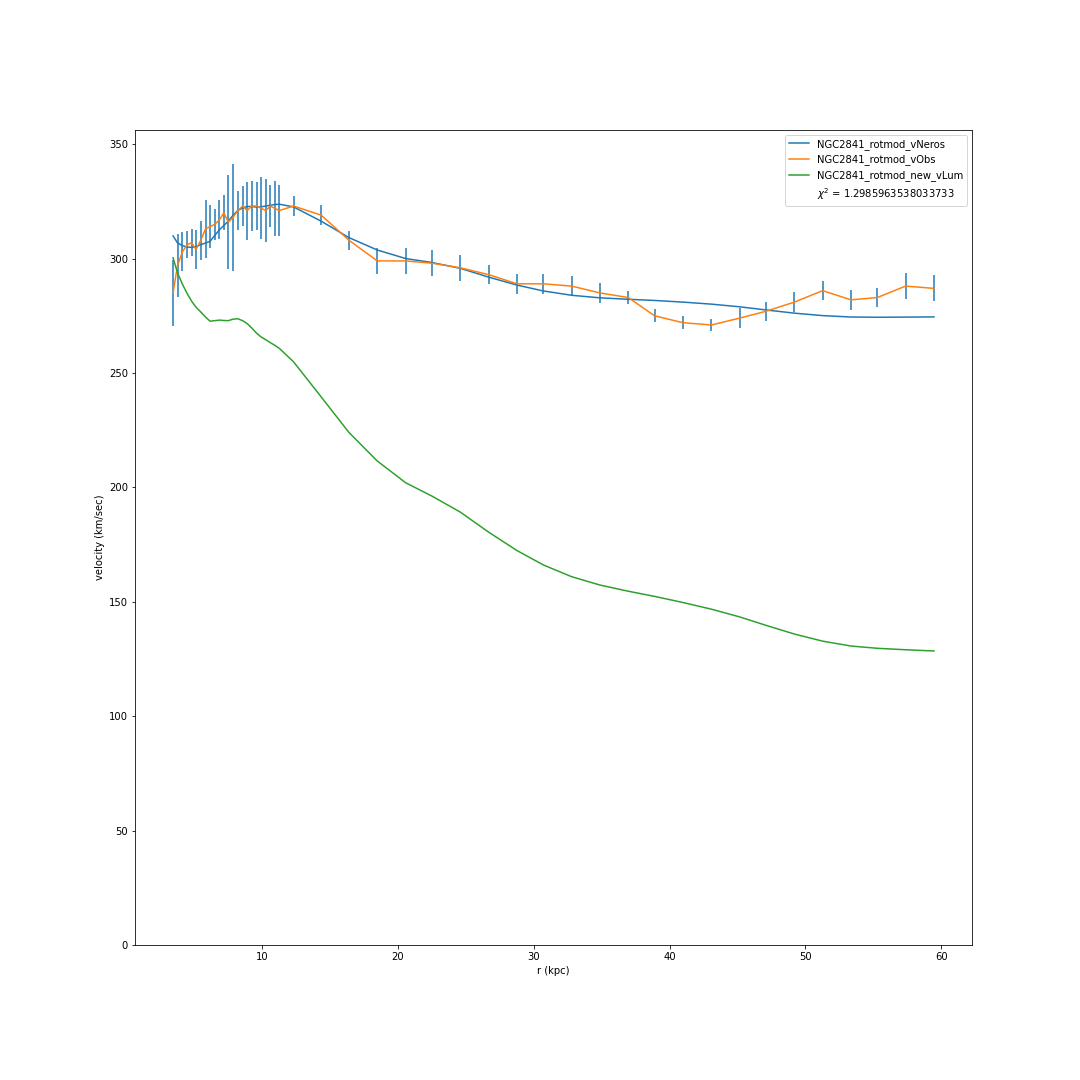 350
300
250
200
150
100
50
0
velocity (km/sec)
NGC2841_rotmod_vNeros
NGC2841_rotmod_vObs
NGC2841_rotmod_new_vLum
χ² = 1.2985963538033733
10 20 30 40 50 60
r (kpc)